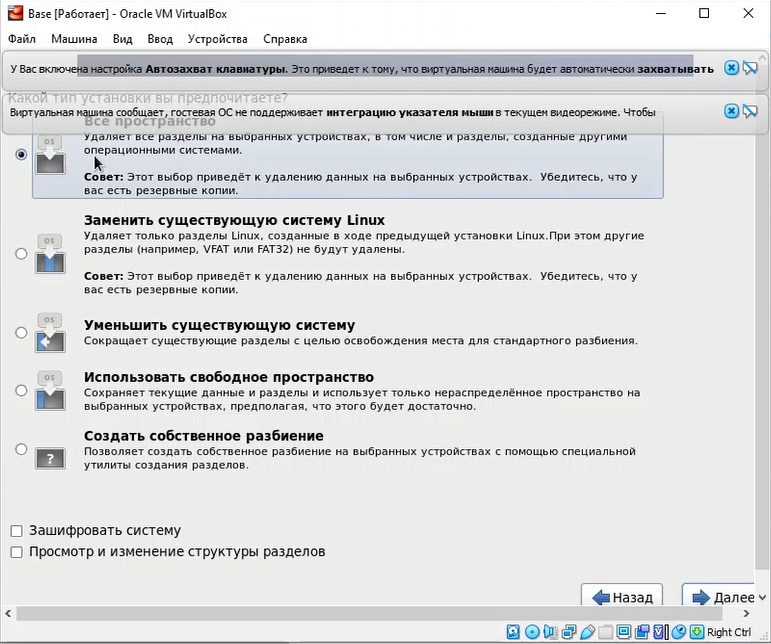 Base [Работает] - Oracle VM VirtualBox
Файл Машина Вид Ввод Устройства Справка
У Вас включена настройка Автозахват клавиатуры. Это приведет к тому, что виртуальная машина будет автоматически захватывать
Какой тип установки вы предпочитаете?
Виртуальная машина сообщает, гостевая ОС не поддерживает интеграцию указателя мыши в текущем видеорежиме. Чтобы
Все пространство
Удаляет все разделы на выбранных устройствах, в том числе и разделы, созданные другими
операционными системами.
Совет: Этот выбор приведёт к удалению данных на выбранных устройствах. Убедитесь, что у
вас есть резервные копии.
Заменить существующую систему Linux
Удаляет только разделы Linux, созданные в ходе предыдущей установки Linux.При этом другие
разделы (например, VFAT или FAT32) не будут удалены.
Совет: Этот выбор приведёт к удалению данных на выбранных устройствах. Убедитесь, что у
вас есть резервные копии.
Уменьшить существующую систему
Сокращает существующие разделы с целью освобождения места для стандартного разбиения.
Использовать свободное пространство
Сохраняет текущие данные и разделы и использует только нераспределённое пространство на
выбранных устройствах, предполагая, что этого будет достаточно.
Создать собственное разбиение
Позволяет создать собственное разбиение на выбранных устройствах с помощью специальной
утилиты создания разделов.
Зашифровать систему
Просмотр и изменение структуры разделов
Назад Далее
Right Ctrl